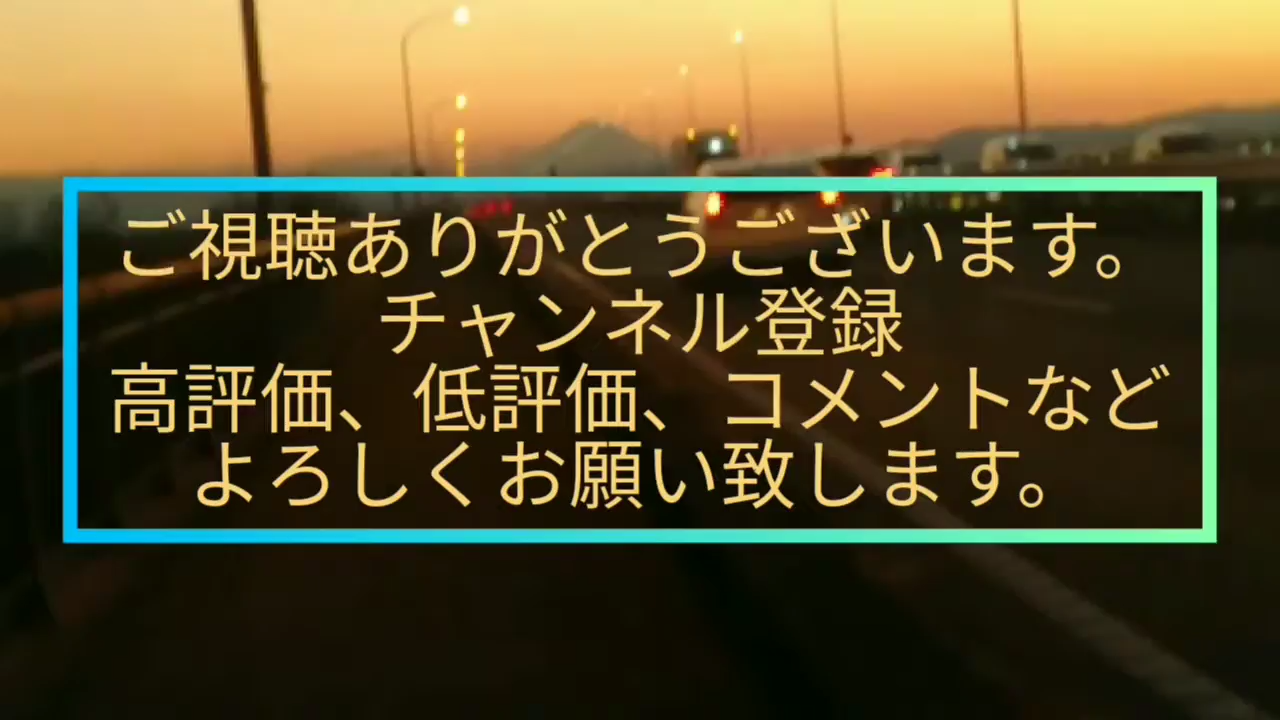 ご視聴ありがとうございます。
チャンネル登録
高評価、低評価、コメントなど
よろしくお願い致します。